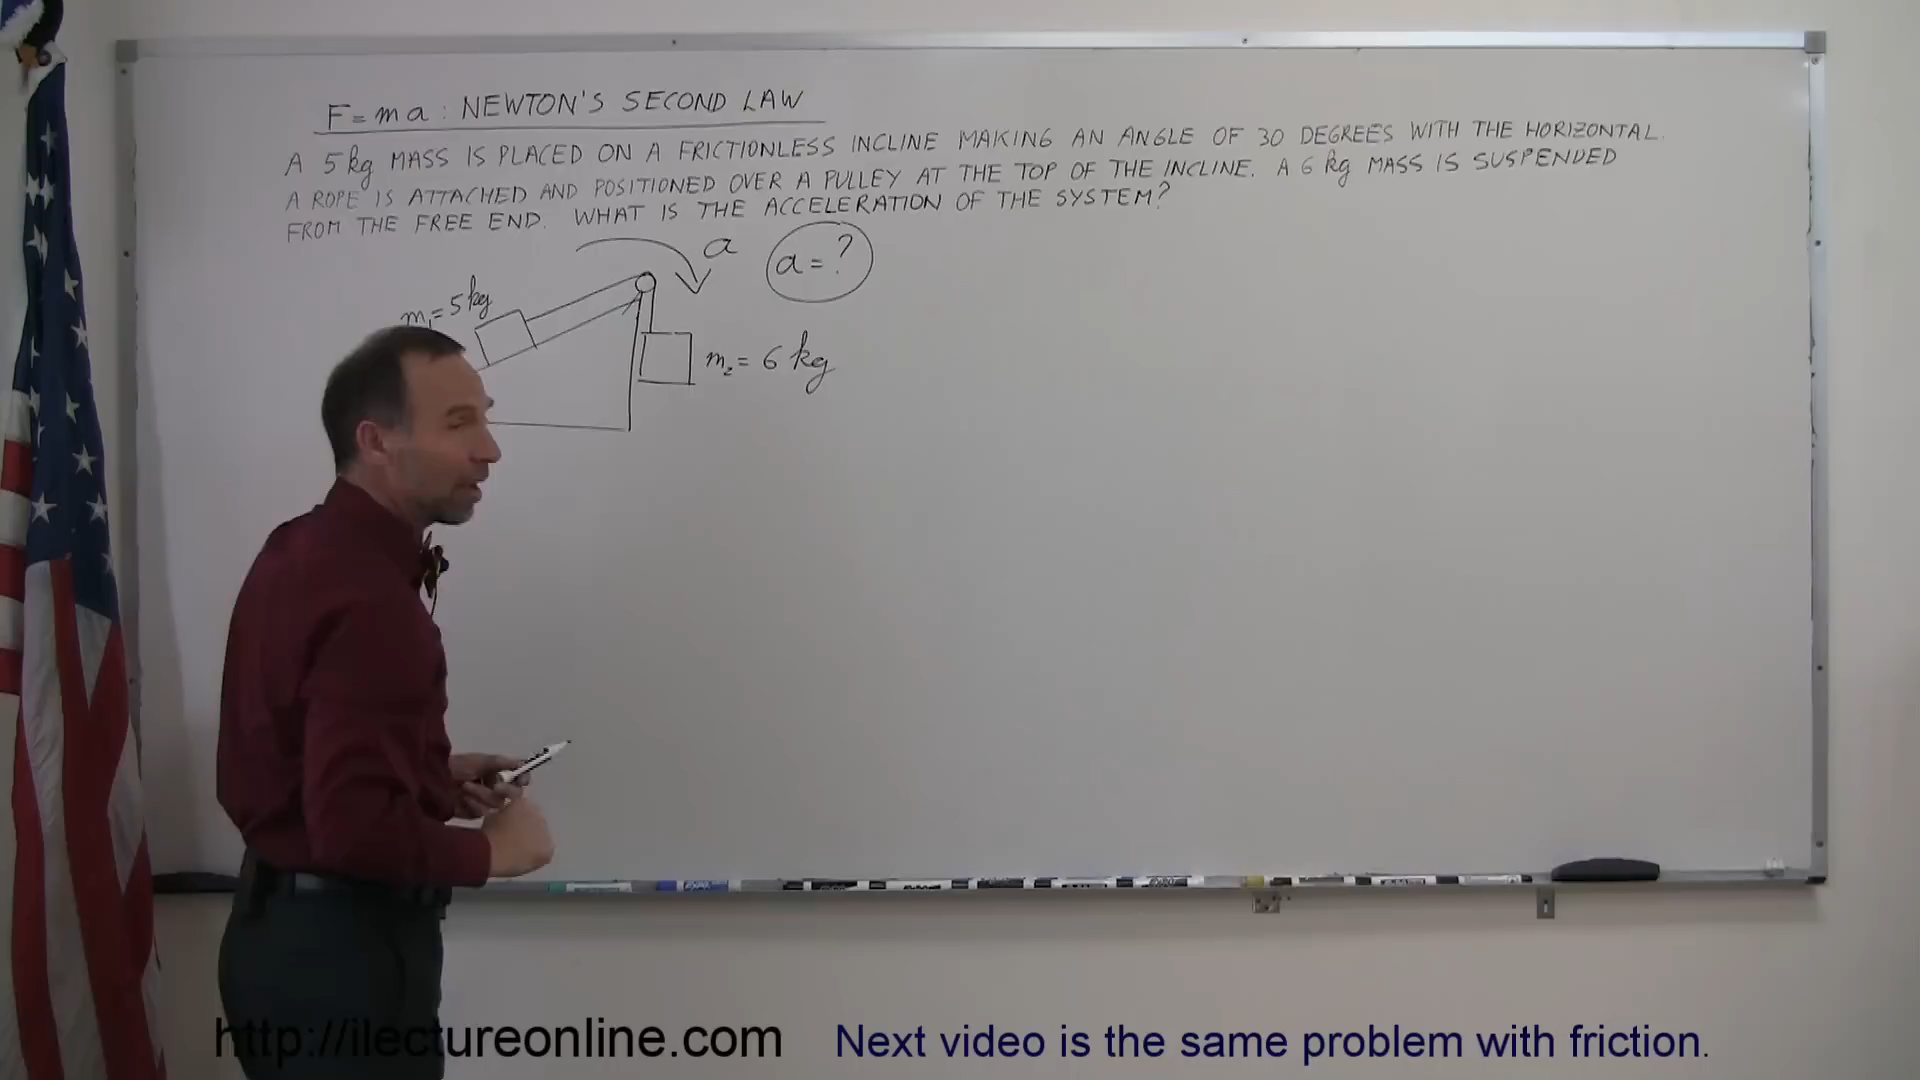 F = ma : NEWTON'S SECOND LAW
A 5 kg MASS IS PLACED ON A FRICTIONLESS INCLINE MAKING AN ANGLE OF 30 DEGREES WITH THE HORIZONTAL.
A ROPE IS ATTACHED AND POSITIONED OVER A PULLEY AT THE TOP OF THE INCLINE. A 6 kg MASS IS SUSPENDED
FROM THE FREE END. WHAT IS THE ACCELERATION OF THE SYSTEM?
a
a = ?
m₁ = 5 kg
m₂ = 6 kg
http://ilectureonline.com
Next video is the same problem with friction.